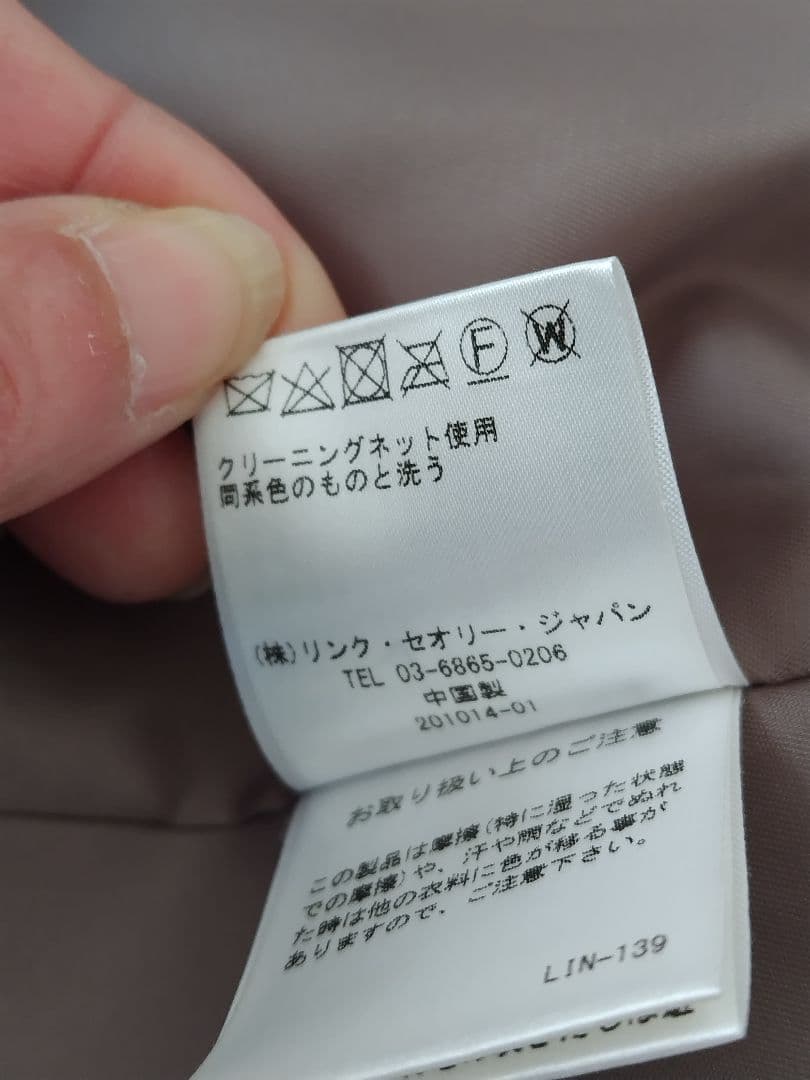 F W
クリーニングネット使用
同系色のものと洗う
(株)リンク・セオリー・ジャパン
TEL 03-6865-0206
中国製
201014-01
お取り扱い上のご注意
この製品は摩擦(特に湿った状態
での摩擦)や、汗や雨などでぬれ
た時は他の衣料に色が移る事が
ありますので、ご注意下さい。
LIN-139